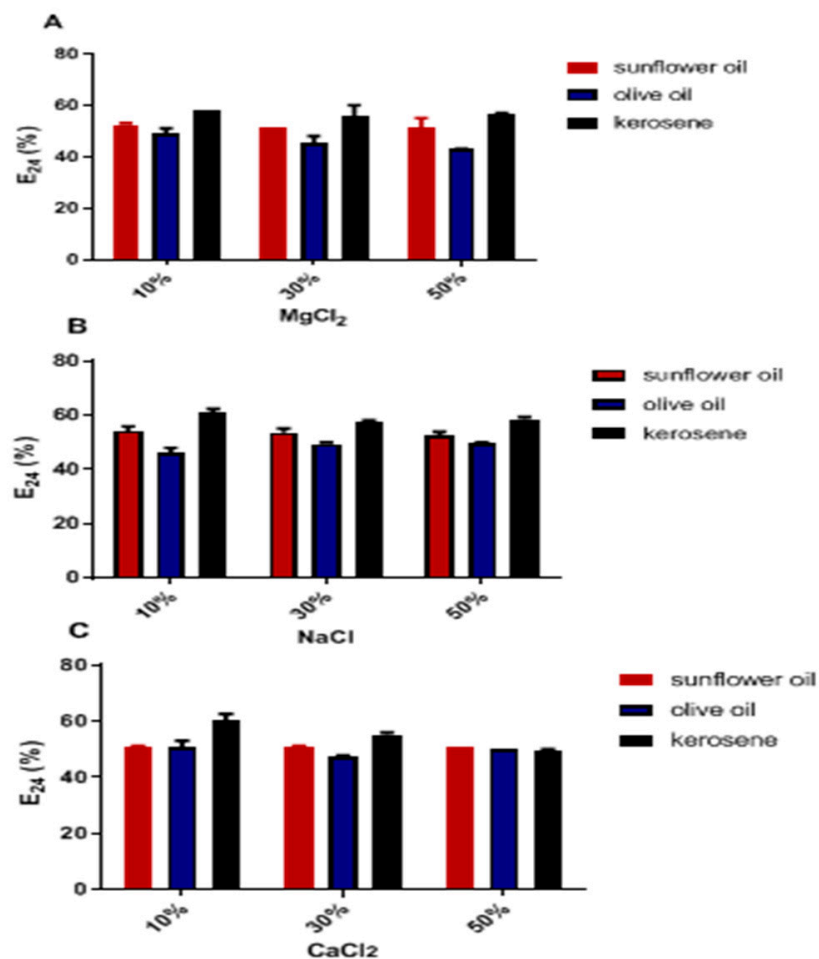 A
80
60
40
20
0
E24 (%)
10%
30%
50%
MgCl2
sunflower oil
olive oil
kerosene
B
80
60
40
20
0
E24 (%)
10%
30%
50%
NaCl
sunflower oil
olive oil
kerosene
C
80
60
40
20
0
E24 (%)
10%
30%
50%
CaCl2
sunflower oil
olive oil
kerosene